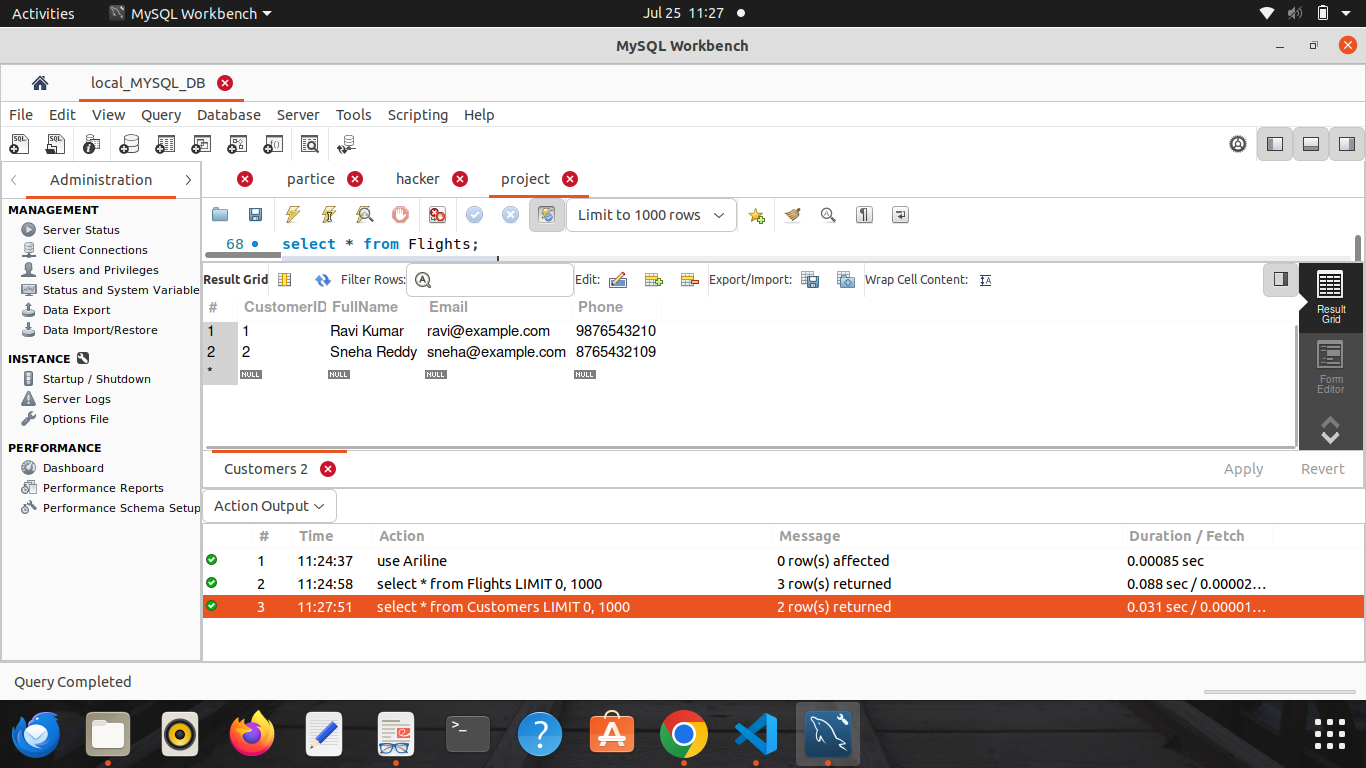 Activities MySQL Workbench Jul 25 11:27
MySQL Workbench
local_MYSQL_DB
File Edit View Query Database Server Tools Scripting Help
Administration
partice hacker project
MANAGEMENT
Server Status
Client Connections
Users and Privileges
Status and System Variable
Data Export
Data Import/Restore
INSTANCE
Startup / Shutdown
Server Logs
Options File
PERFORMANCE
Dashboard
Performance Reports
Performance Schema Setup
Limit to 1000 rows
68 select * from Flights;
Result Grid Filter Rows: Edit: Export/Import: Wrap Cell Content:
# CustomerID FullName Email Phone
1 1 Ravi Kumar ravi@example.com 9876543210
2 2 Sneha Reddy sneha@example.com 8765432109
* NULL NULL NULL NULL
Result
Grid
Form
Editor
Customers 2 Apply Revert
Action Output
# Time Action Message Duration / Fetch
1 11:24:37 use Ariline 0 row(s) affected 0.00085 sec
2 11:24:58 select * from Flights LIMIT 0, 1000 3 row(s) returned 0.088 sec / 0.00002...
3 11:27:51 select * from Customers LIMIT 0, 1000 2 row(s) returned 0.031 sec / 0.00001...
Query Completed